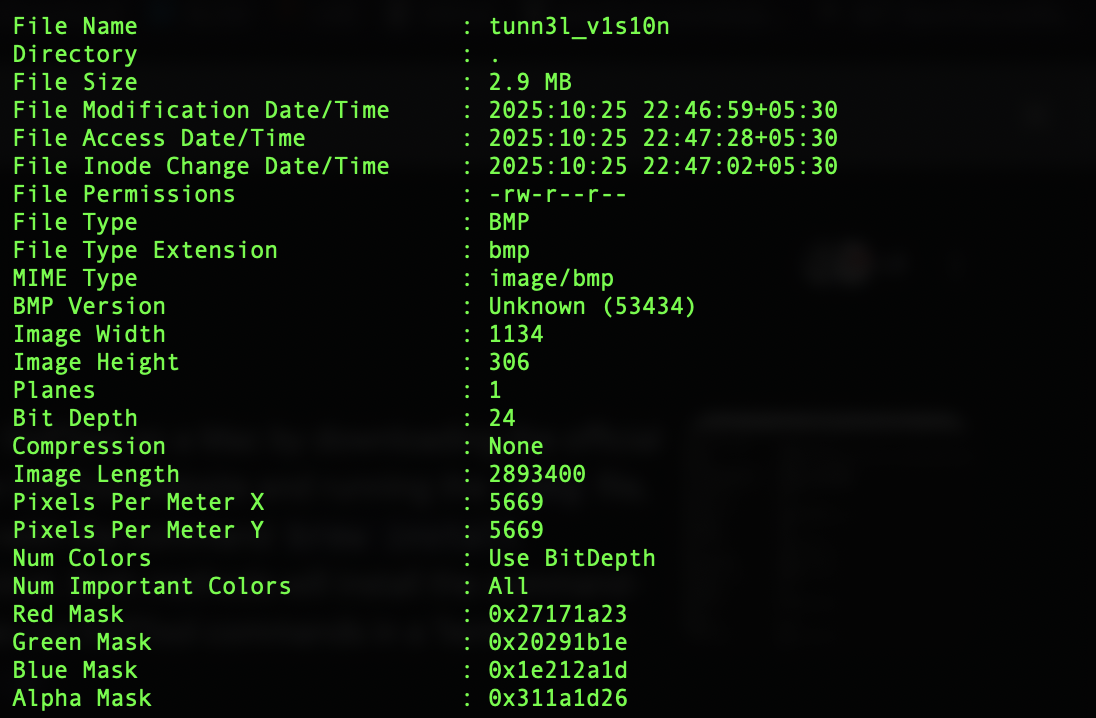 File Name : tunn3l_v1s10n
Directory : .
File Size : 2.9 MB
File Modification Date/Time : 2025:10:25 22:46:59+05:30
File Access Date/Time : 2025:10:25 22:47:28+05:30
File Inode Change Date/Time : 2025:10:25 22:47:02+05:30
File Permissions : -rw-r--r--
File Type : BMP
File Type Extension : bmp
MIME Type : image/bmp
BMP Version : Unknown (53434)
Image Width : 1134
Image Height : 306
Planes : 1
Bit Depth : 24
Compression : None
Image Length : 2893400
Pixels Per Meter X : 5669
Pixels Per Meter Y : 5669
Num Colors : Use BitDepth
Num Important Colors : All
Red Mask : 0x27171a23
Green Mask : 0x20291b1e
Blue Mask : 0x1e212a1d
Alpha Mask : 0x311a1d26